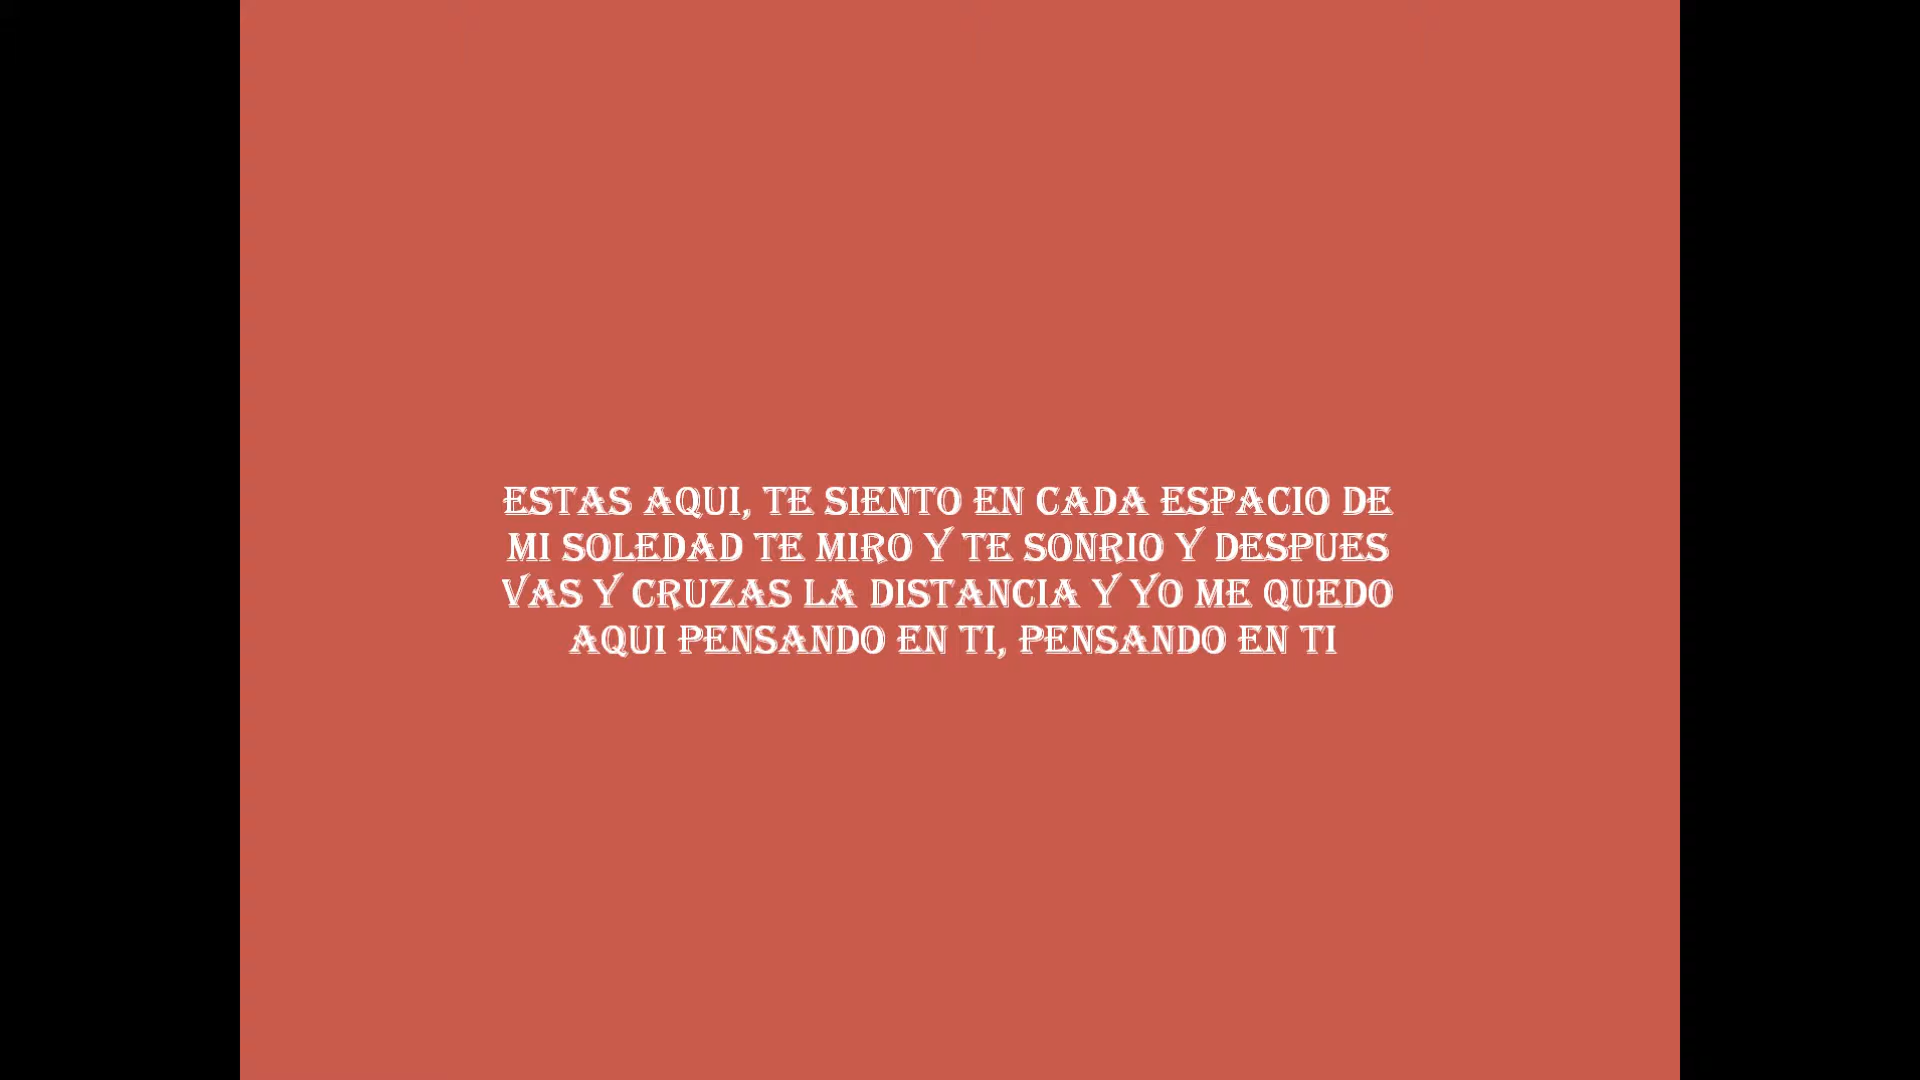 ESTAS AQUI, TE SIENTO EN CADA ESPACIO DE
MI SOLEDAD TE MIRO Y TE SONRIO Y DESPUES
VAS Y CRUZAS LA DISTANCIA Y YO ME QUEDO
AQUI PENSANDO EN TI, PENSANDO EN TI